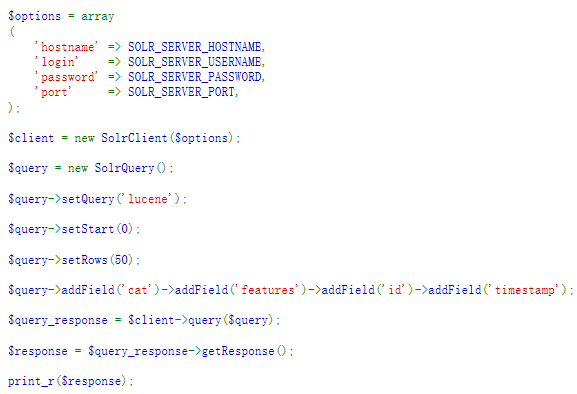 $options = array
(
'hostname' => SOLR_SERVER_HOSTNAME,
'login' => SOLR_SERVER_USERNAME,
'password' => SOLR_SERVER_PASSWORD,
'port' => SOLR_SERVER_PORT,
);
$client = new SolrClient($options);
$query = new SolrQuery();
$query->setQuery('lucene');
$query->setStart(0);
$query->setRows(50);
$query->addField('cat')->addField('features')->addField('id')->addField('timestamp');
$query_response = $client->query($query);
$response = $query_response->getResponse();
print_r($response);